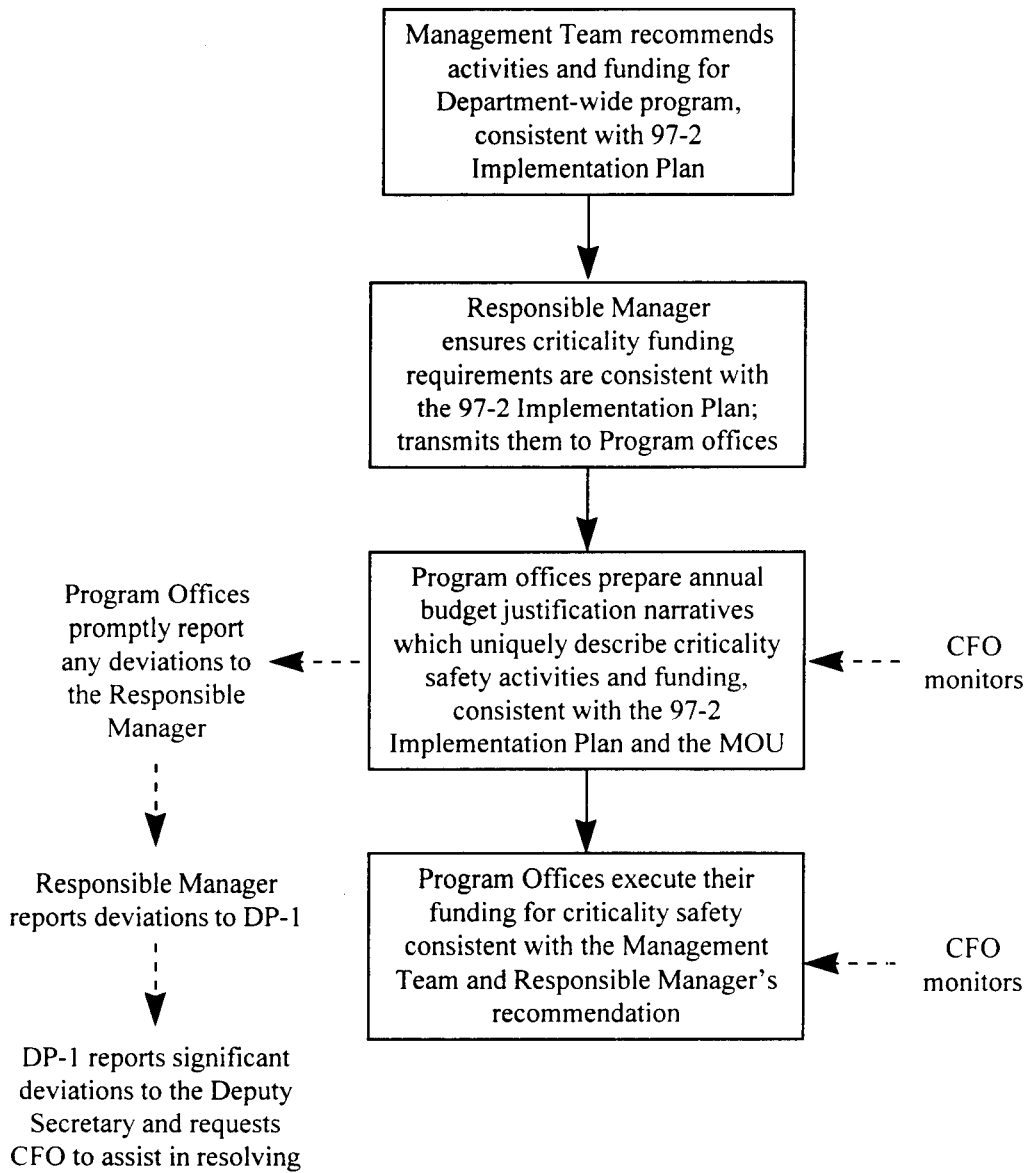 Management Team recommends
activities and funding for
Department-wide program,
consistent with 97-2
Implementation Plan
Responsible Manager
ensures criticality funding
requirements are consistent with
the 97-2 Implementation Plan;
transmits them to Program offices
Program offices prepare annual
budget justification narratives
which uniquely describe criticality
safety activities and funding,
consistent with the 97-2
Implementation Plan and the MOU
CFO
monitors
Program Offices
promptly report
any deviations to
the Responsible
Manager
Responsible Manager
reports deviations to DP-1
DP-1 reports significant
deviations to the Deputy
Secretary and requests
CFO to assist in resolving
Program Offices execute their
funding for criticality safety
consistent with the Management
Team and Responsible Manager's
recommendation
CFO
monitors